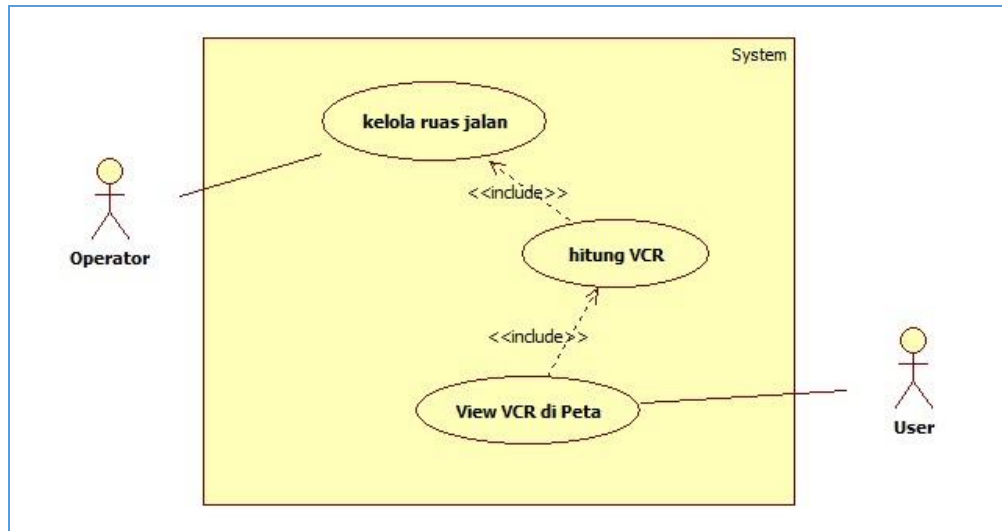 System
kelola ruas jalan
<<include>>
Operator
hitung VCR
<<include>>
View VCR di Peta
User